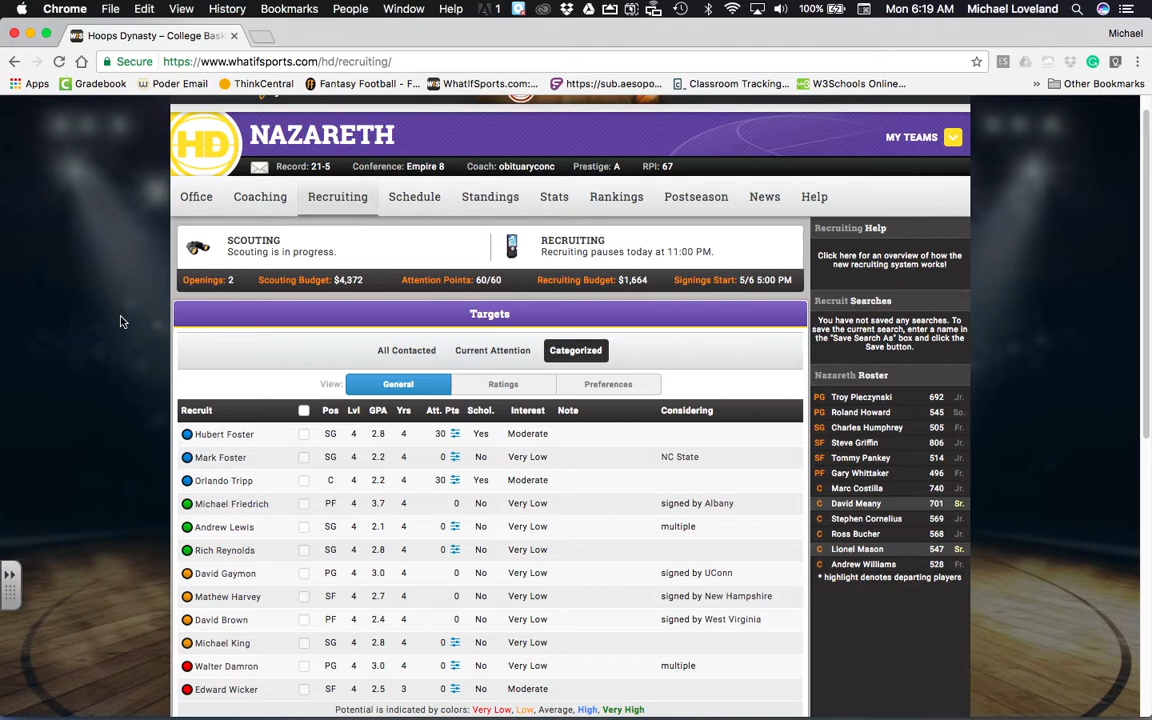 Chrome File Edit View History Bookmarks People Window Help 1 100% Mon 6:19 AM Michael Loveland
Hoops Dynasty – College Bask Michael
Secure https://www.whatifsports.com/hd/recruiting/
Apps Gradebook Poder Email ThinkCentral Fantasy Football - F... WhatIfSports.com:... https://sub.aesopo... Classroom Tracking... W3Schools Online... » Other Bookmarks
HD NAZARETH MY TEAMS
Record: 21-5 Conference: Empire 8 Coach: obituaryconc Prestige: A RPI: 67
Office Coaching Recruiting Schedule Standings Stats Rankings Postseason News Help
SCOUTING
Scouting is in progress.
RECRUITING
Recruiting pauses today at 11:00 PM.
Openings: 2 Scouting Budget: $4,372 Attention Points: 60/60 Recruiting Budget: $1,664 Signings Start: 5/6 5:00 PM
Targets
All Contacted Current Attention Categorized
View: General Ratings Preferences
Recruit Pos Lvl GPA Yrs Att. Pts Schol. Interest Note Considering
Hubert Foster SG 4 2.8 4 30 Yes Moderate
Mark Foster SG 4 2.2 4 0 No Very Low NC State
Orlando Tripp C 4 2.2 4 30 Yes Moderate
Michael Friedrich PF 4 3.7 4 0 No Very Low signed by Albany
Andrew Lewis SG 4 2.1 4 0 No Very Low multiple
Rich Reynolds SG 4 2.8 4 0 No Very Low
David Gaymon PG 4 3.0 4 0 No Very Low signed by UConn
Mathew Harvey SF 4 2.7 4 0 No Very Low signed by New Hampshire
David Brown PF 4 2.4 4 0 No Very Low signed by West Virginia
Michael King SG 4 2.8 4 0 No Very Low
Walter Damron PG 4 3.0 4 0 No Very Low multiple
Edward Wicker SF 4 2.5 3 0 No Moderate
Potential is indicated by colors: Very Low, Low, Average, High, Very High
Recruiting Help
Click here for an overview of how the
new recruiting system works!
Recruit Searches
You have not saved any searches. To
save the current search, enter a name in
the "Save Search As" box and click the
Save button.
Nazareth Roster
PG Troy Pieczynski 692 Jr.
PG Roland Howard 545 So.
SG Charles Humphrey 505 Fr.
SF Steve Griffin 806 Jr.
SF Tommy Pankey 514 Jr.
PF Gary Whittaker 496 Fr.
C Marc Costilla 740 Jr.
C David Meany 701 Sr.
C Stephen Cornelius 569 Jr.
C Ross Bucher 568 Jr.
C Lionel Mason 547 Sr.
C Andrew Williams 528 Fr.
* highlight denotes departing players